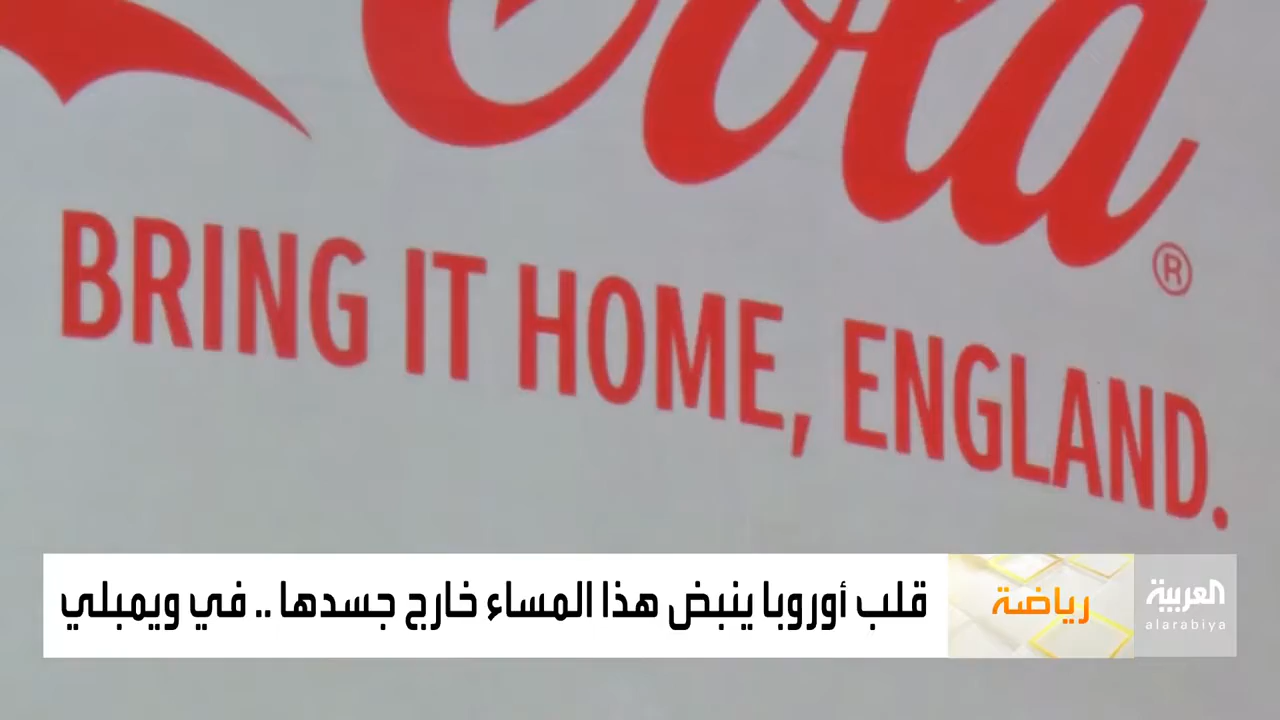 Cola
®
BRING IT HOME, ENGLAND.
قلب أوروبا ينبض هذا المساء خارج جسدها .. في ويمبلي
رياضة
العربية
alarabiya